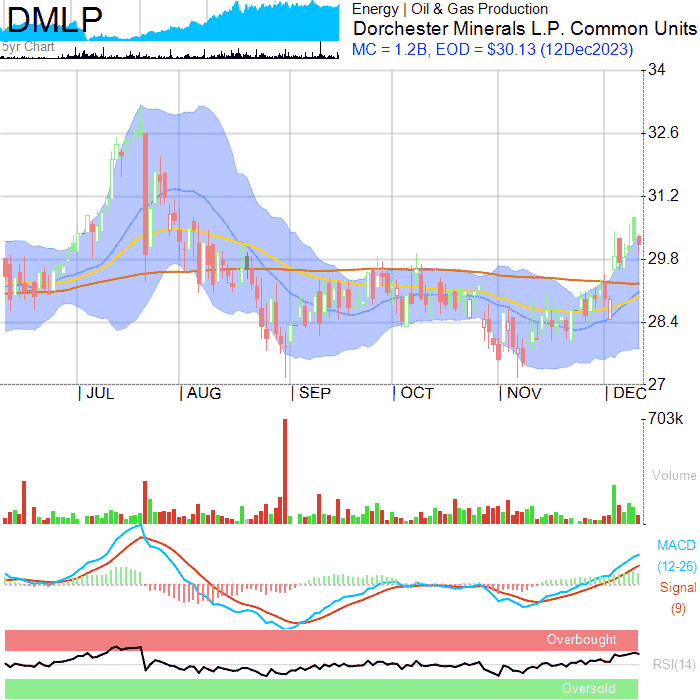 DMLP
5yr Chart
Energy | Oil & Gas Production
Dorchester Minerals L.P. Common Units
MC = 1.2B, EOD = $30.13 (12Dec2023)
34
32.6
31.2
29.8
28.4
27
JUL
AUG
SEP
OCT
NOV
DEC
703k
Volume
MACD
(12-26)
Signal
(9)
Overbought
RSI(14)
Oversold